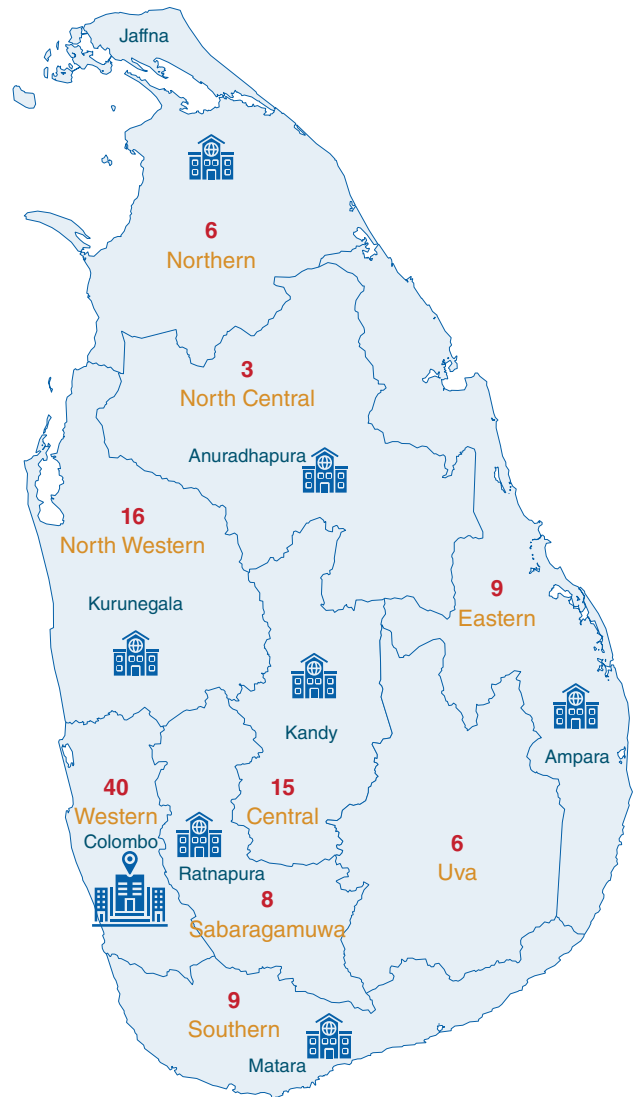 Jaffna
6
Northern
3
North Central
Anuradhapura
16
North Western
Kurunegala
9
Eastern
Kandy
Ampara
40
Western
Colombo
15
Central
Ratnapura
6
Uva
8
Sabaragamuwa
9
Southern
Matara